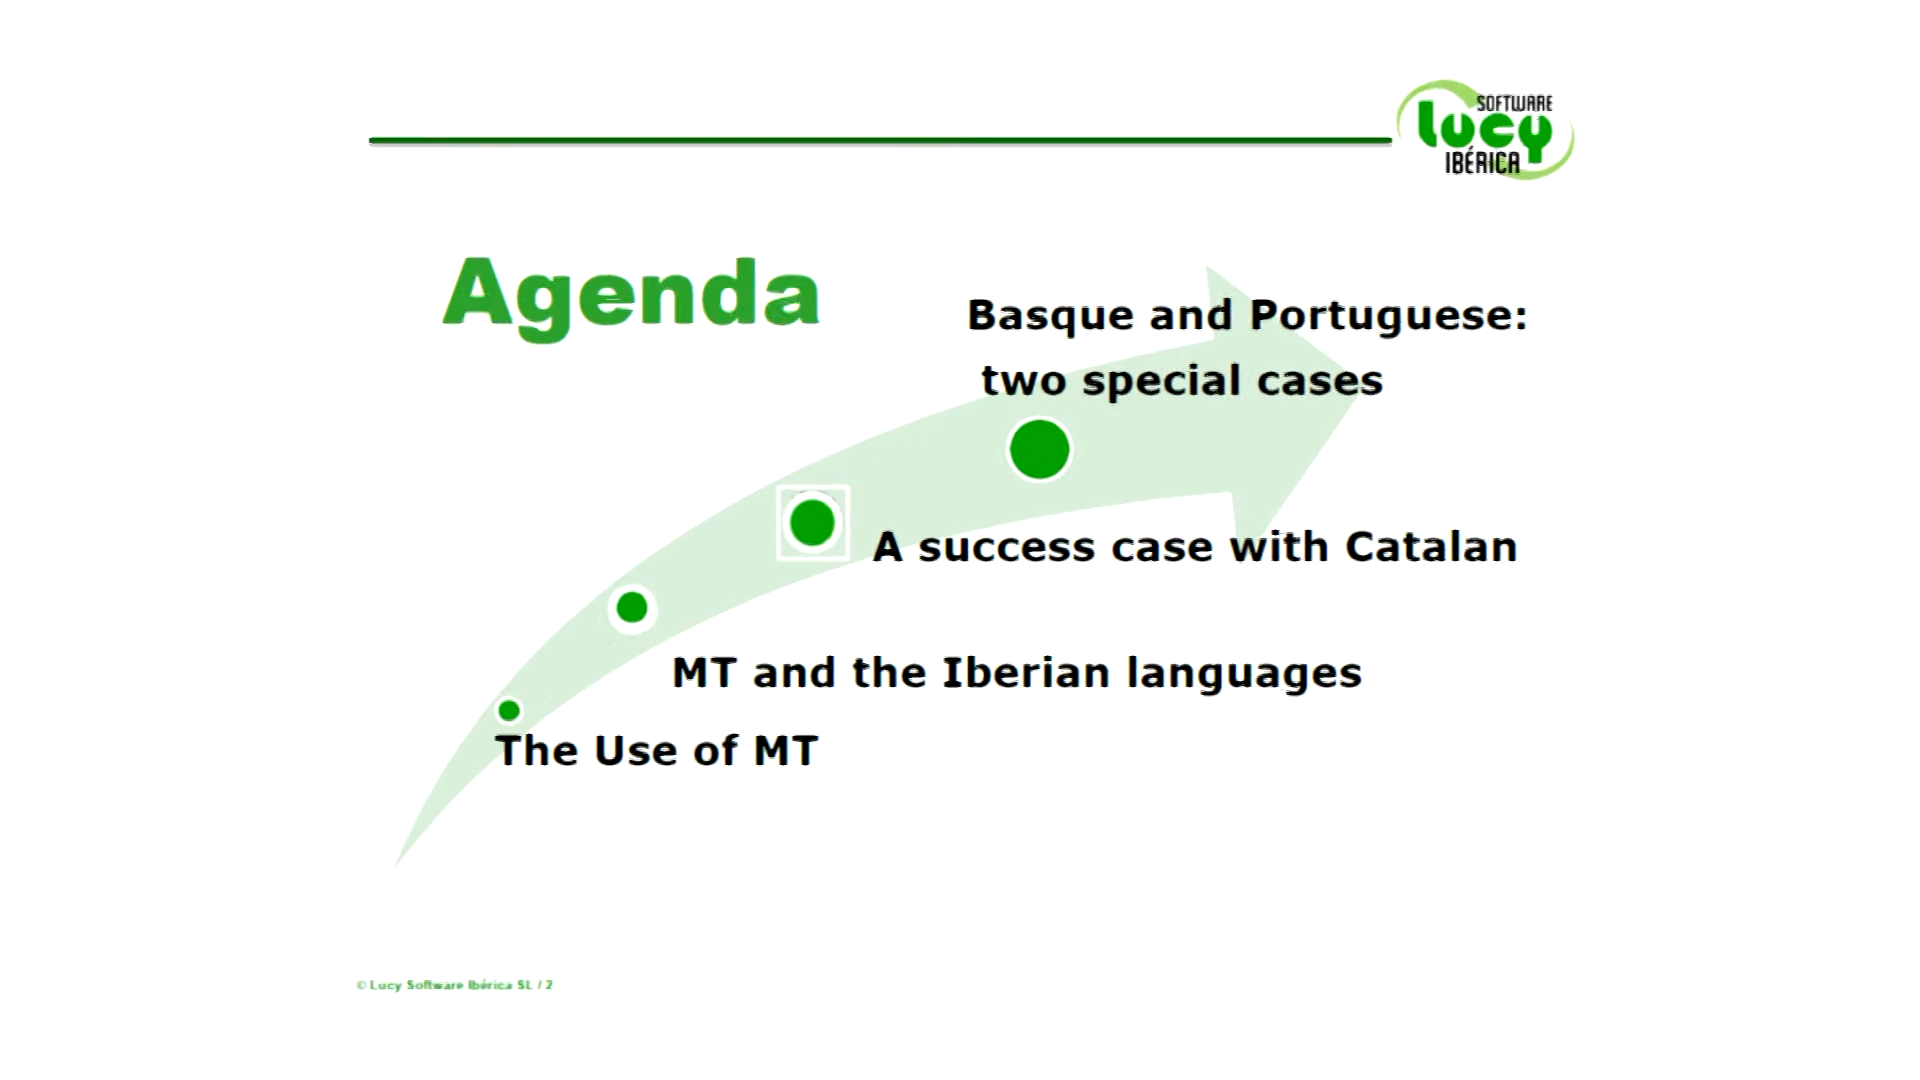 SOFTWARE
lucy
IBÉRICA
Agenda
Basque and Portuguese:
two special cases
A success case with Catalan
MT and the Iberian languages
The Use of MT
© Lucy Software Ibérica SL / 2